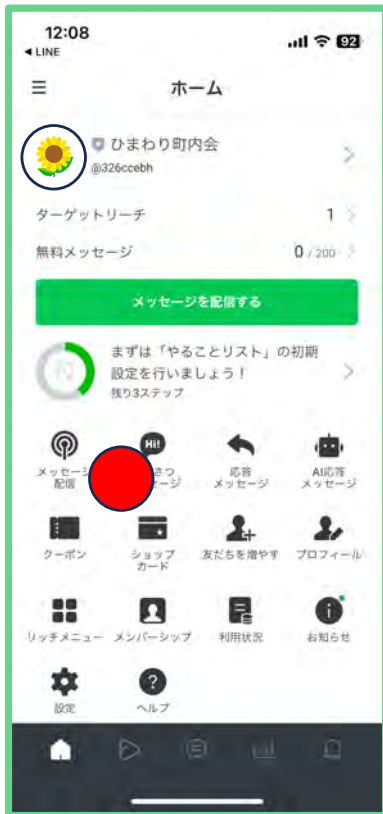 12:08
92
◀ LINE
ホーム
ひまわり町内会
@326ccebh
ターゲットリーチ 1
無料メッセージ 0 / 200
メッセージを配信する
まずは「やることリスト」の初期
設定を行いましょう!
残り3ステップ
Hi!
応答 AI応答
配信 メッセージ メッセージ
クーポン ショップ 友だちを増やす プロフィール
カード
リッチメニュー メンバーシップ 利用状況 お知らせ
設定 ヘルプ